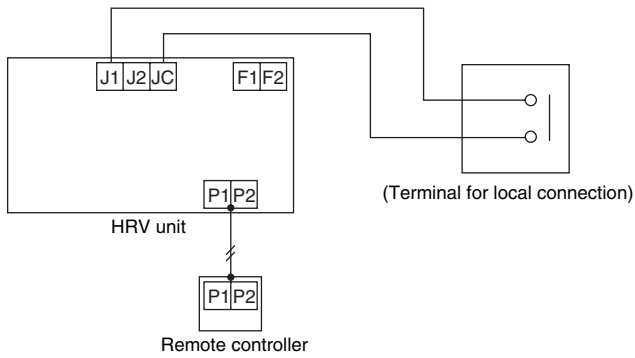 J1 J2 JC
F1 F2
(Terminal for local connection)
P1 P2
HRV unit
P1 P2
Remote controller